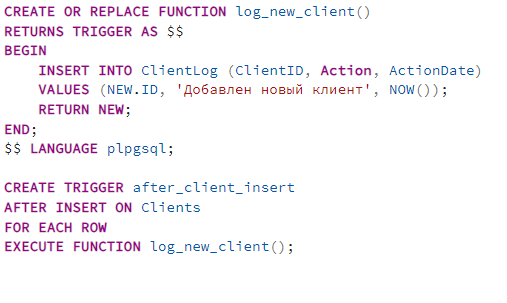 CREATE OR REPLACE FUNCTION log_new_client()
RETURNS TRIGGER AS $$
BEGIN
INSERT INTO ClientLog (ClientID, Action, ActionDate)
VALUES (NEW.ID, 'Добавлен новый клиент', NOW());
RETURN NEW;
END;
$$ LANGUAGE plpgsql;
CREATE TRIGGER after_client_insert
AFTER INSERT ON Clients
FOR EACH ROW
EXECUTE FUNCTION log_new_client();